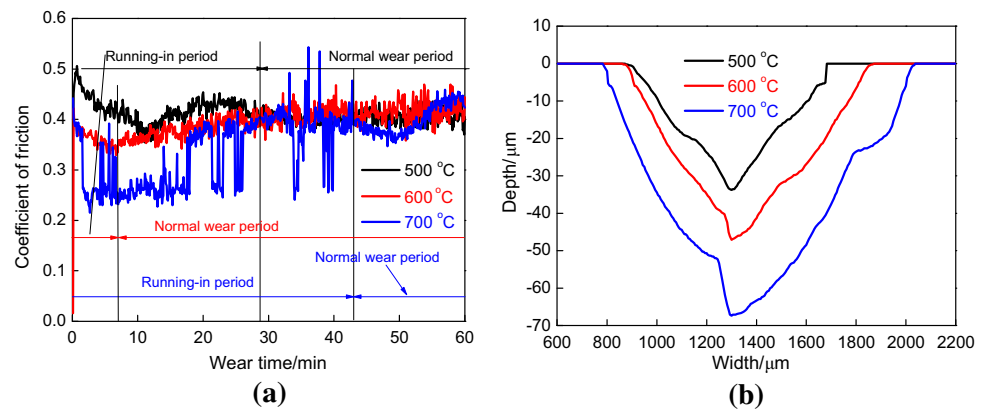 0.6
0.5
0.4
0.3
0.2
0.1
0.0
Coefficient of friction
Running-in period
Normal wear period
500 °C
600 °C
700 °C
Normal wear period
Normal wear period
Running-in period
0 10 20 30 40 50 60
Wear time/min
(a)
10
0
-10
-20
-30
-40
-50
-60
-70
Depth/μm
500 °C
600 °C
700 °C
600 800 1000 1200 1400 1600 1800 2000 2200
Width/μm
(b)